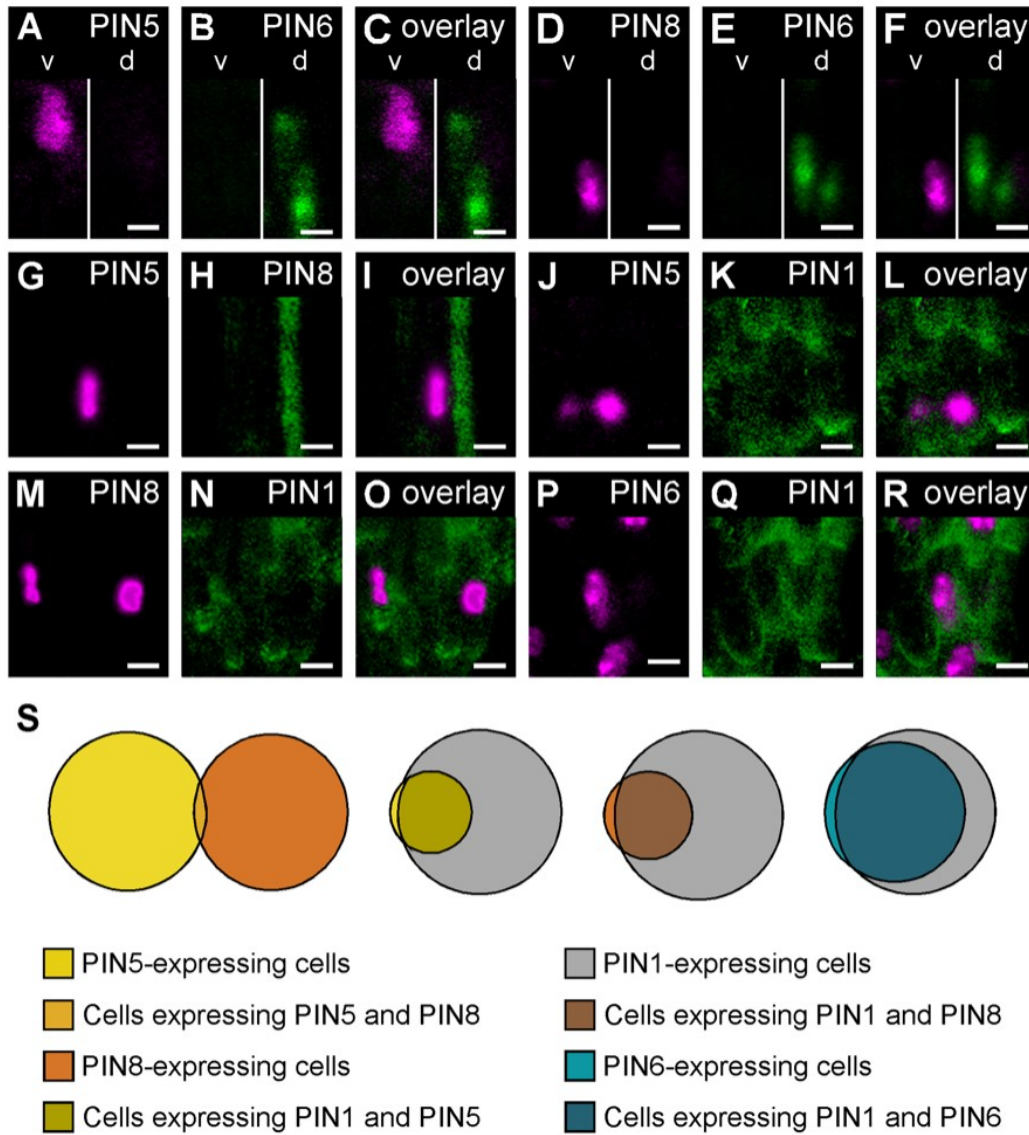 A PIN5 B PIN6 C overlay D PIN8 E PIN6 F overlay
v d v d v d v d v d v d
G PIN5 H PIN8 I overlay J PIN5 K PIN1 L overlay
M PIN8 N PIN1 O overlay P PIN6 Q PIN1 R overlay
S
PIN5-expressing cells
Cells expressing PIN5 and PIN8
PIN8-expressing cells
Cells expressing PIN1 and PIN5
PIN1-expressing cells
Cells expressing PIN1 and PIN8
PIN6-expressing cells
Cells expressing PIN1 and PIN6